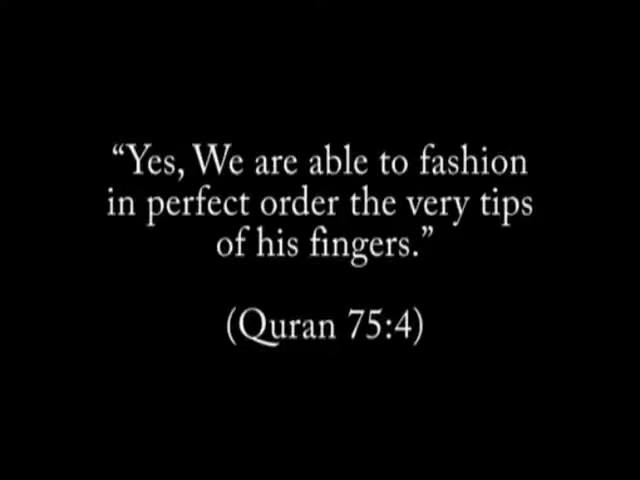 “Yes, We are able to fashion
in perfect order the very tips
of his fingers.”
(Quran 75:4)